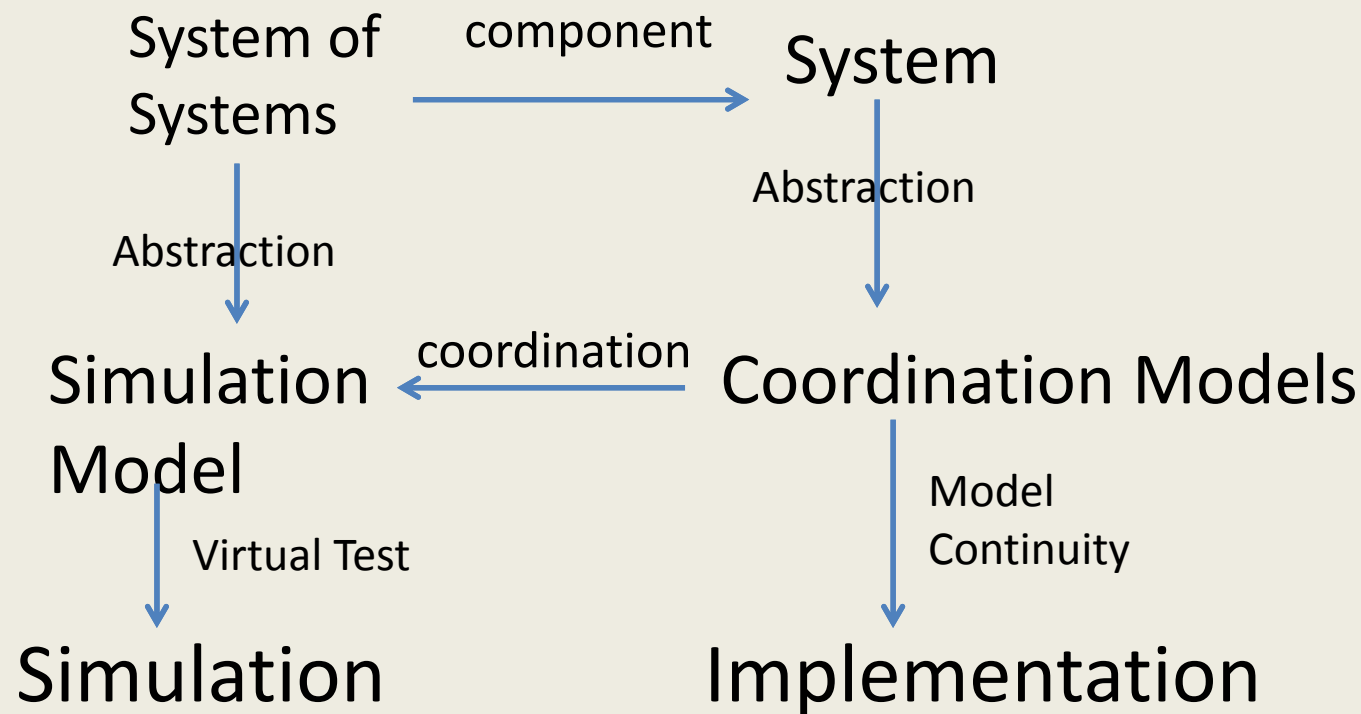 System of
Systems
component
System
Abstraction
Abstraction
Simulation
Model
coordination
Coordination Models
Virtual Test
Model
Continuity
Simulation
Implementation